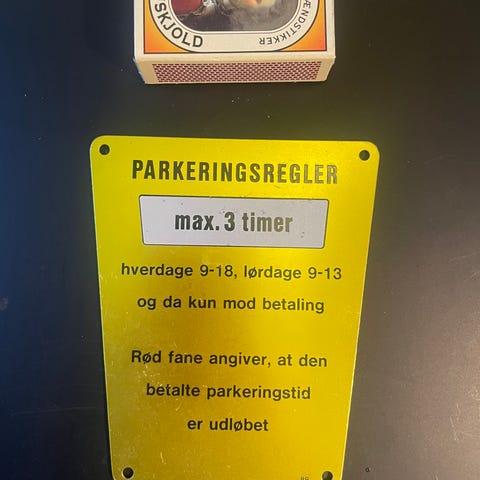 SKJOLD
TÆNDSTIKKER
PARKERINGSREGLER
max. 3 timer
hverdage 9-18, lørdage 9-13
og da kun mod betaling
Rød fane angiver, at den
betalte parkeringstid
er udløbet